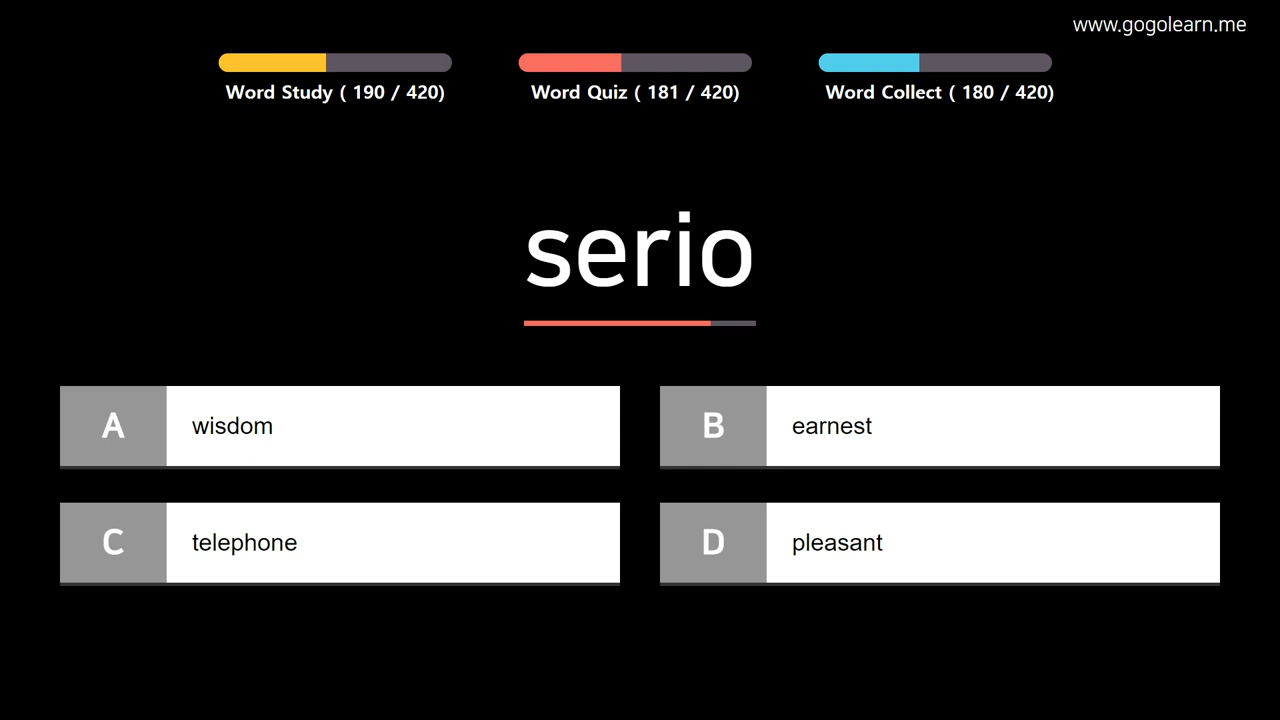 www.gogolearn.me
Word Study ( 190 / 420)
Word Quiz ( 181 / 420)
Word Collect ( 180 / 420)
serio
A wisdom
B earnest
C telephone
D pleasant